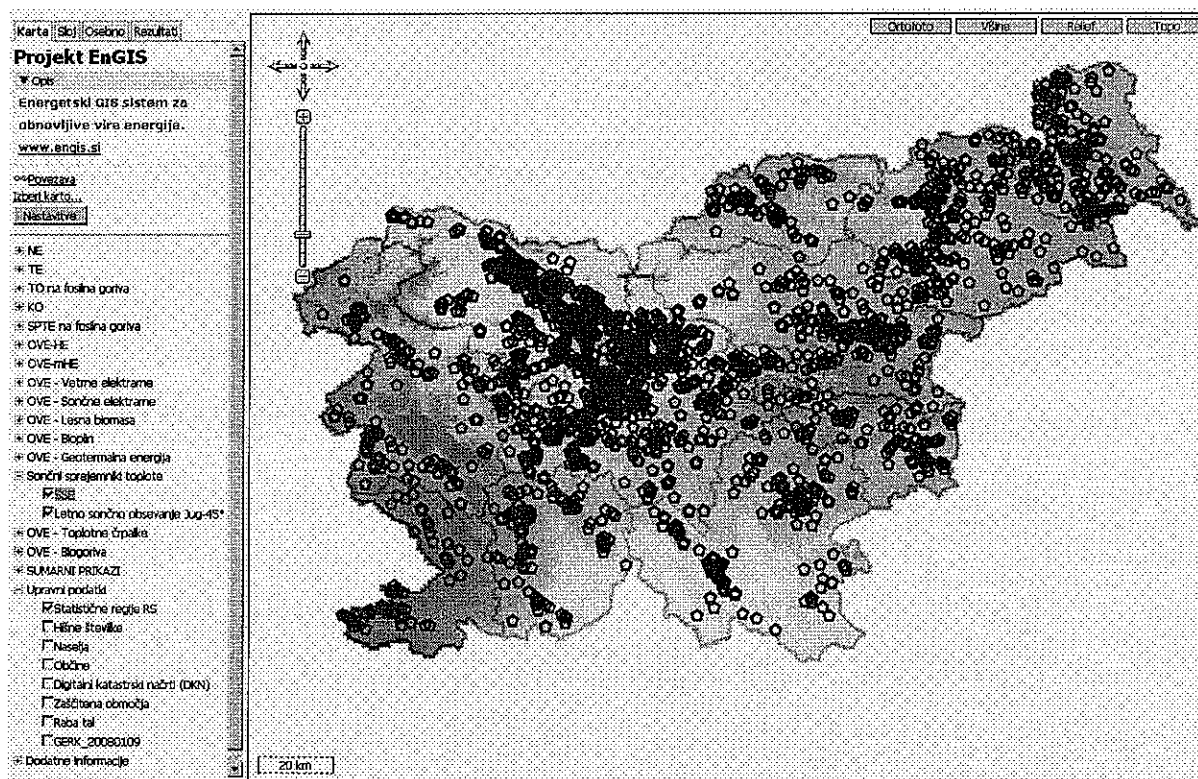 Karta Sloj Osebno Rezultati
Projekt EnGIS
Opis
Energetski GIS sistem za
obnovljive vire energije.
www.engis.si
Povezava
Izberi karto...
Nastavitve
NE
TE
TO na fosilna goriva
KO
SPTE na fosilna goriva
OVE-HE
OVE-mHE
OVE - Vetrne elektrarne
OVE - Sončne elektrarne
OVE - Lesna biomasa
OVE - Bioplin
OVE - Geotermalna energija
Sončni sprejemniki toplote
SSE
Letno sončno obsevanje Jug-45°
OVE - Toplotne črpalke
OVE - Biogoriva
SUMARNI PRIKAZI
Upravni podatki
Statistične regije RS
Hišne številke
Naselja
Občine
Digitalni katastrski načrti (DKN)
Zaščitena območja
Raba tal
GERK_20080109
Dodatne informacije
Ortofoto Višine Relief Topo
20 km